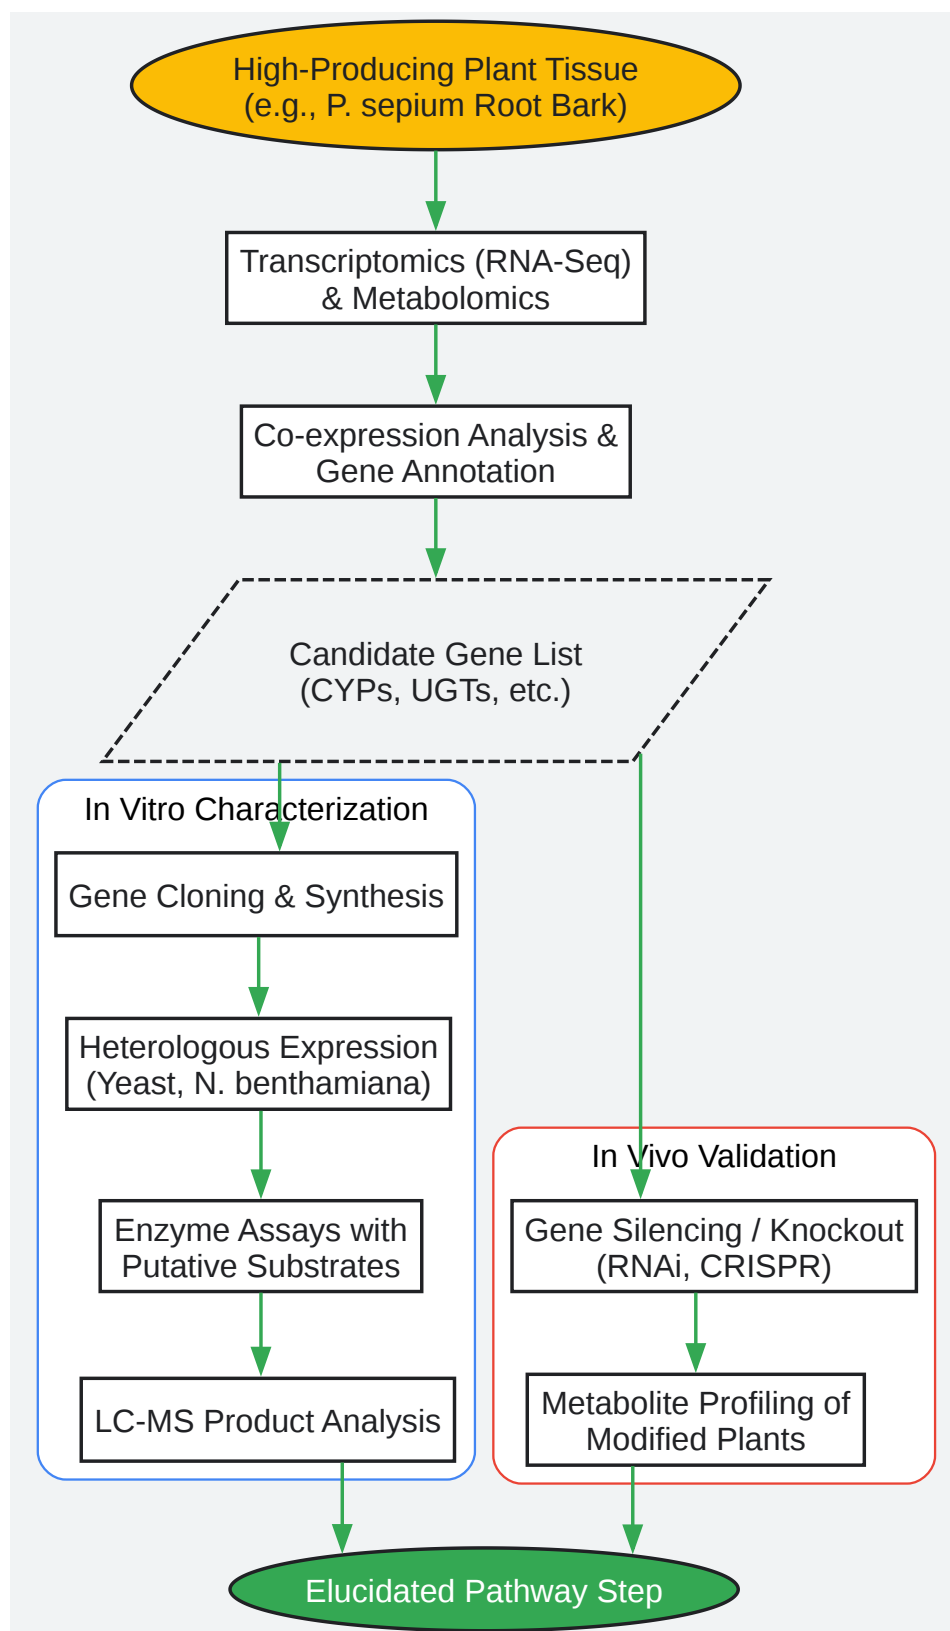 High-Producing Plant Tissue
(e.g., P. sepium Root Bark)
Transcriptomics (RNA-Seq)
& Metabolomics
Co-expression Analysis &
Gene Annotation
Candidate Gene List
(CYPs, UGTs, etc.)
In Vitro Characterization
Gene Cloning & Synthesis
Heterologous Expression
(Yeast, N. benthamiana)
Enzyme Assays with
Putative Substrates
LC-MS Product Analysis
In Vivo Validation
Gene Silencing / Knockout
(RNAi, CRISPR)
Metabolite Profiling of
Modified Plants
Elucidated Pathway Step